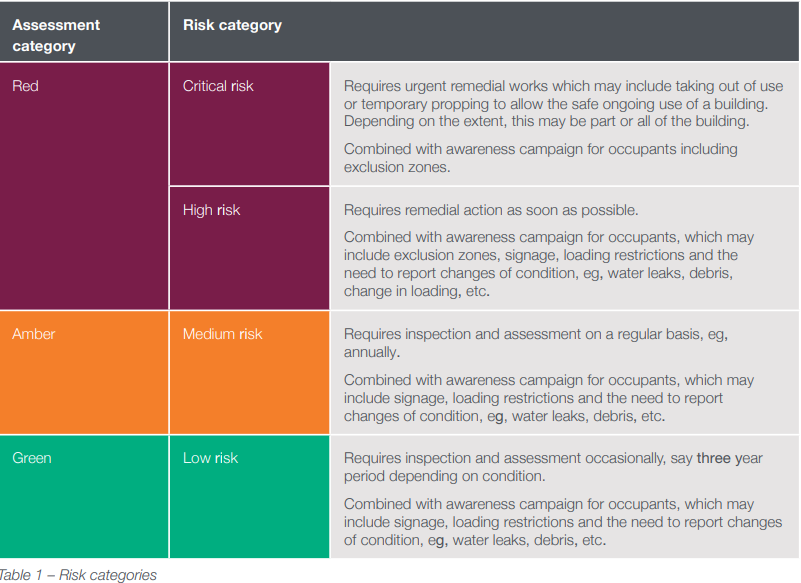 Assessment
category
Risk category
Red
Critical risk
Requires urgent remedial works which may include taking out of use
or temporary propping to allow the safe ongoing use of a building.
Depending on the extent, this may be part or all of the building.
Combined with awareness campaign for occupants including
exclusion zones.
High risk
Requires remedial action as soon as possible.
Combined with awareness campaign for occupants, which may
include exclusion zones, signage, loading restrictions and the
need to report changes of condition, eg, water leaks, debris,
change in loading, etc.
Amber
Medium risk
Requires inspection and assessment on a regular basis, eg,
annually.
Combined with awareness campaign for occupants, which may
include signage, loading restrictions and the need to report
changes of condition, eg, water leaks, debris, etc.
Green
Low risk
Requires inspection and assessment occasionally, say three year
period depending on condition.
Combined with awareness campaign for occupants, which may
include signage, loading restrictions and the need to report changes
of condition, eg, water leaks, debris, etc.
Table 1 – Risk categories